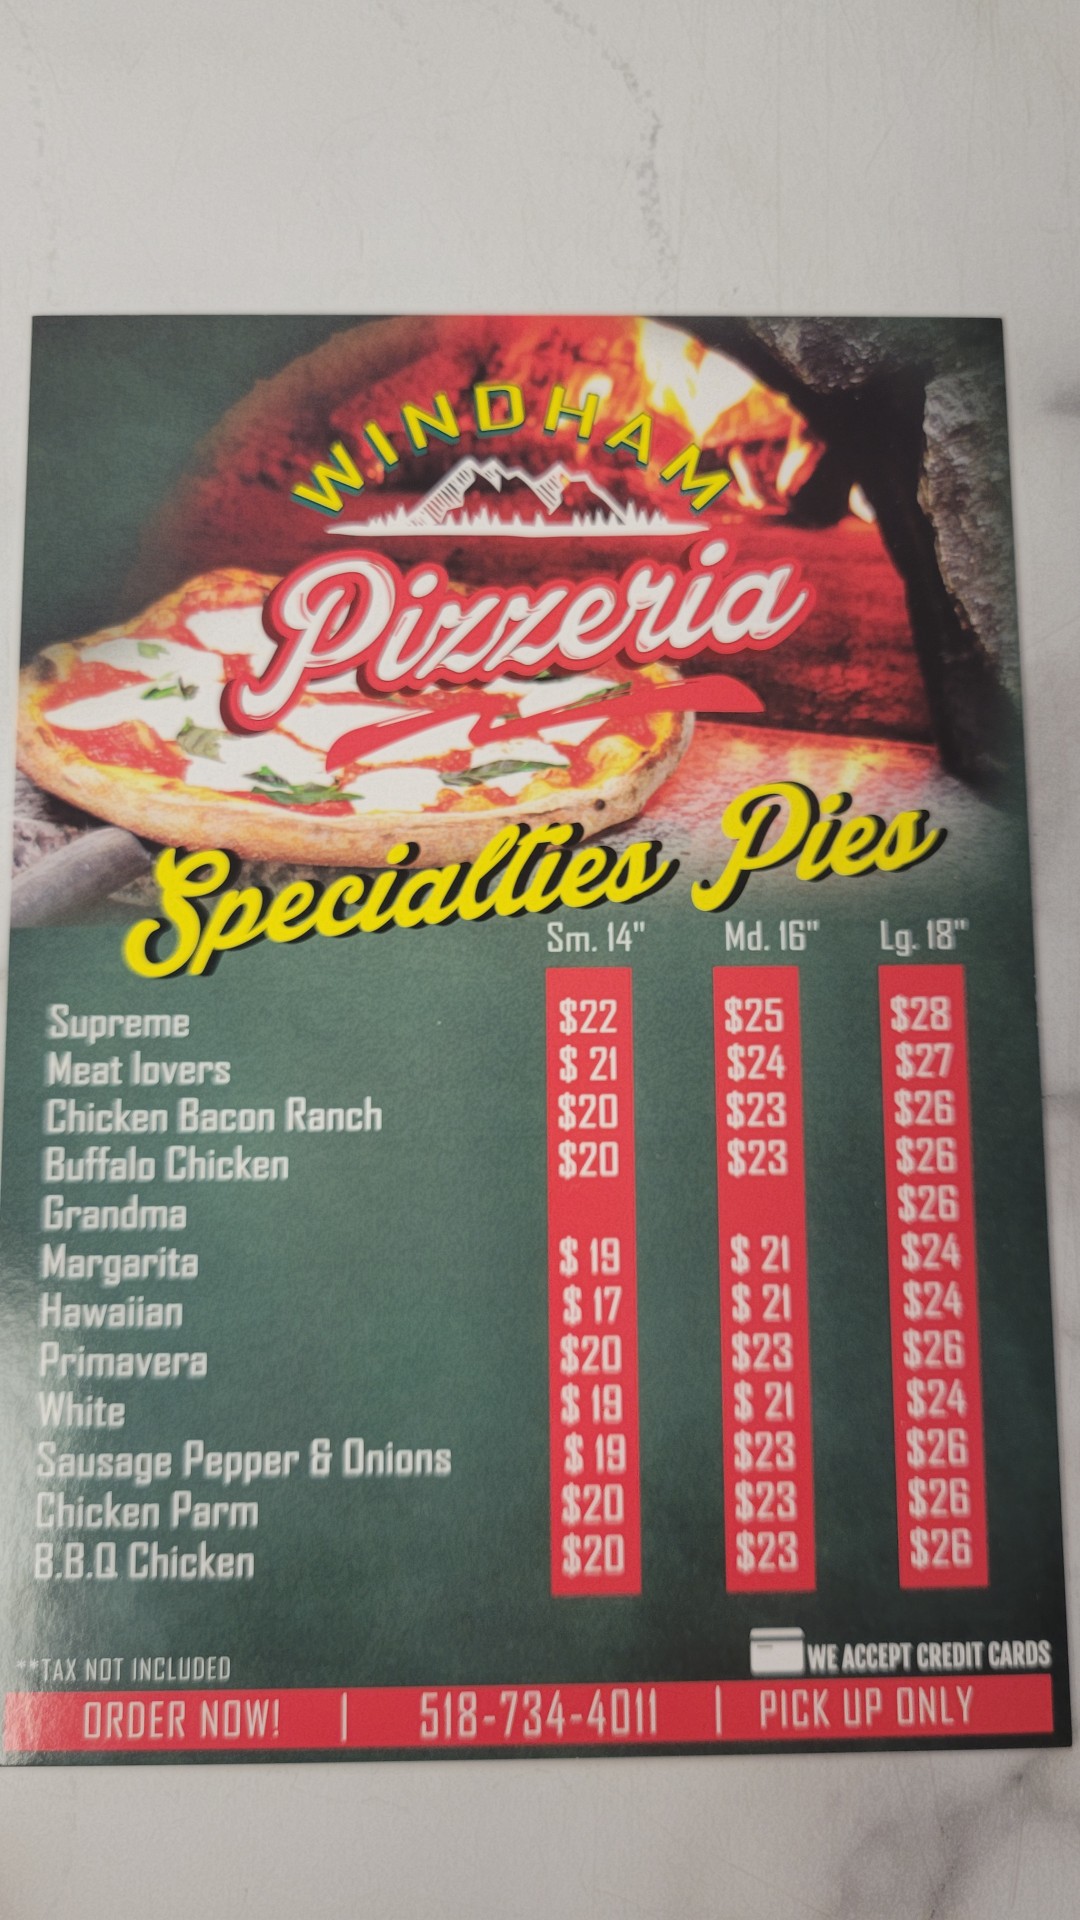 WINDHAM
Pizzeria
Specialties Pies
Sm. 14" Md. 16" Lg. 18"
Supreme $22 $25 $28
Meat lovers $ 21 $24 $27
Chicken Bacon Ranch $20 $23 $26
Buffalo Chicken $20 $23 $26
Grandma $26
Margarita $ 19 $ 21 $24
Hawaiian $ 17 $ 21 $24
Primavera $20 $23 $26
White $ 19 $ 21 $24
Sausage Pepper & Onions $ 19 $23 $26
Chicken Parm $20 $23 $26
B.B.Q Chicken $20 $23 $26
**TAX NOT INCLUDED WE ACCEPT CREDIT CARDS
ORDER NOW! | 518-734-4011 | PICK UP ONLY